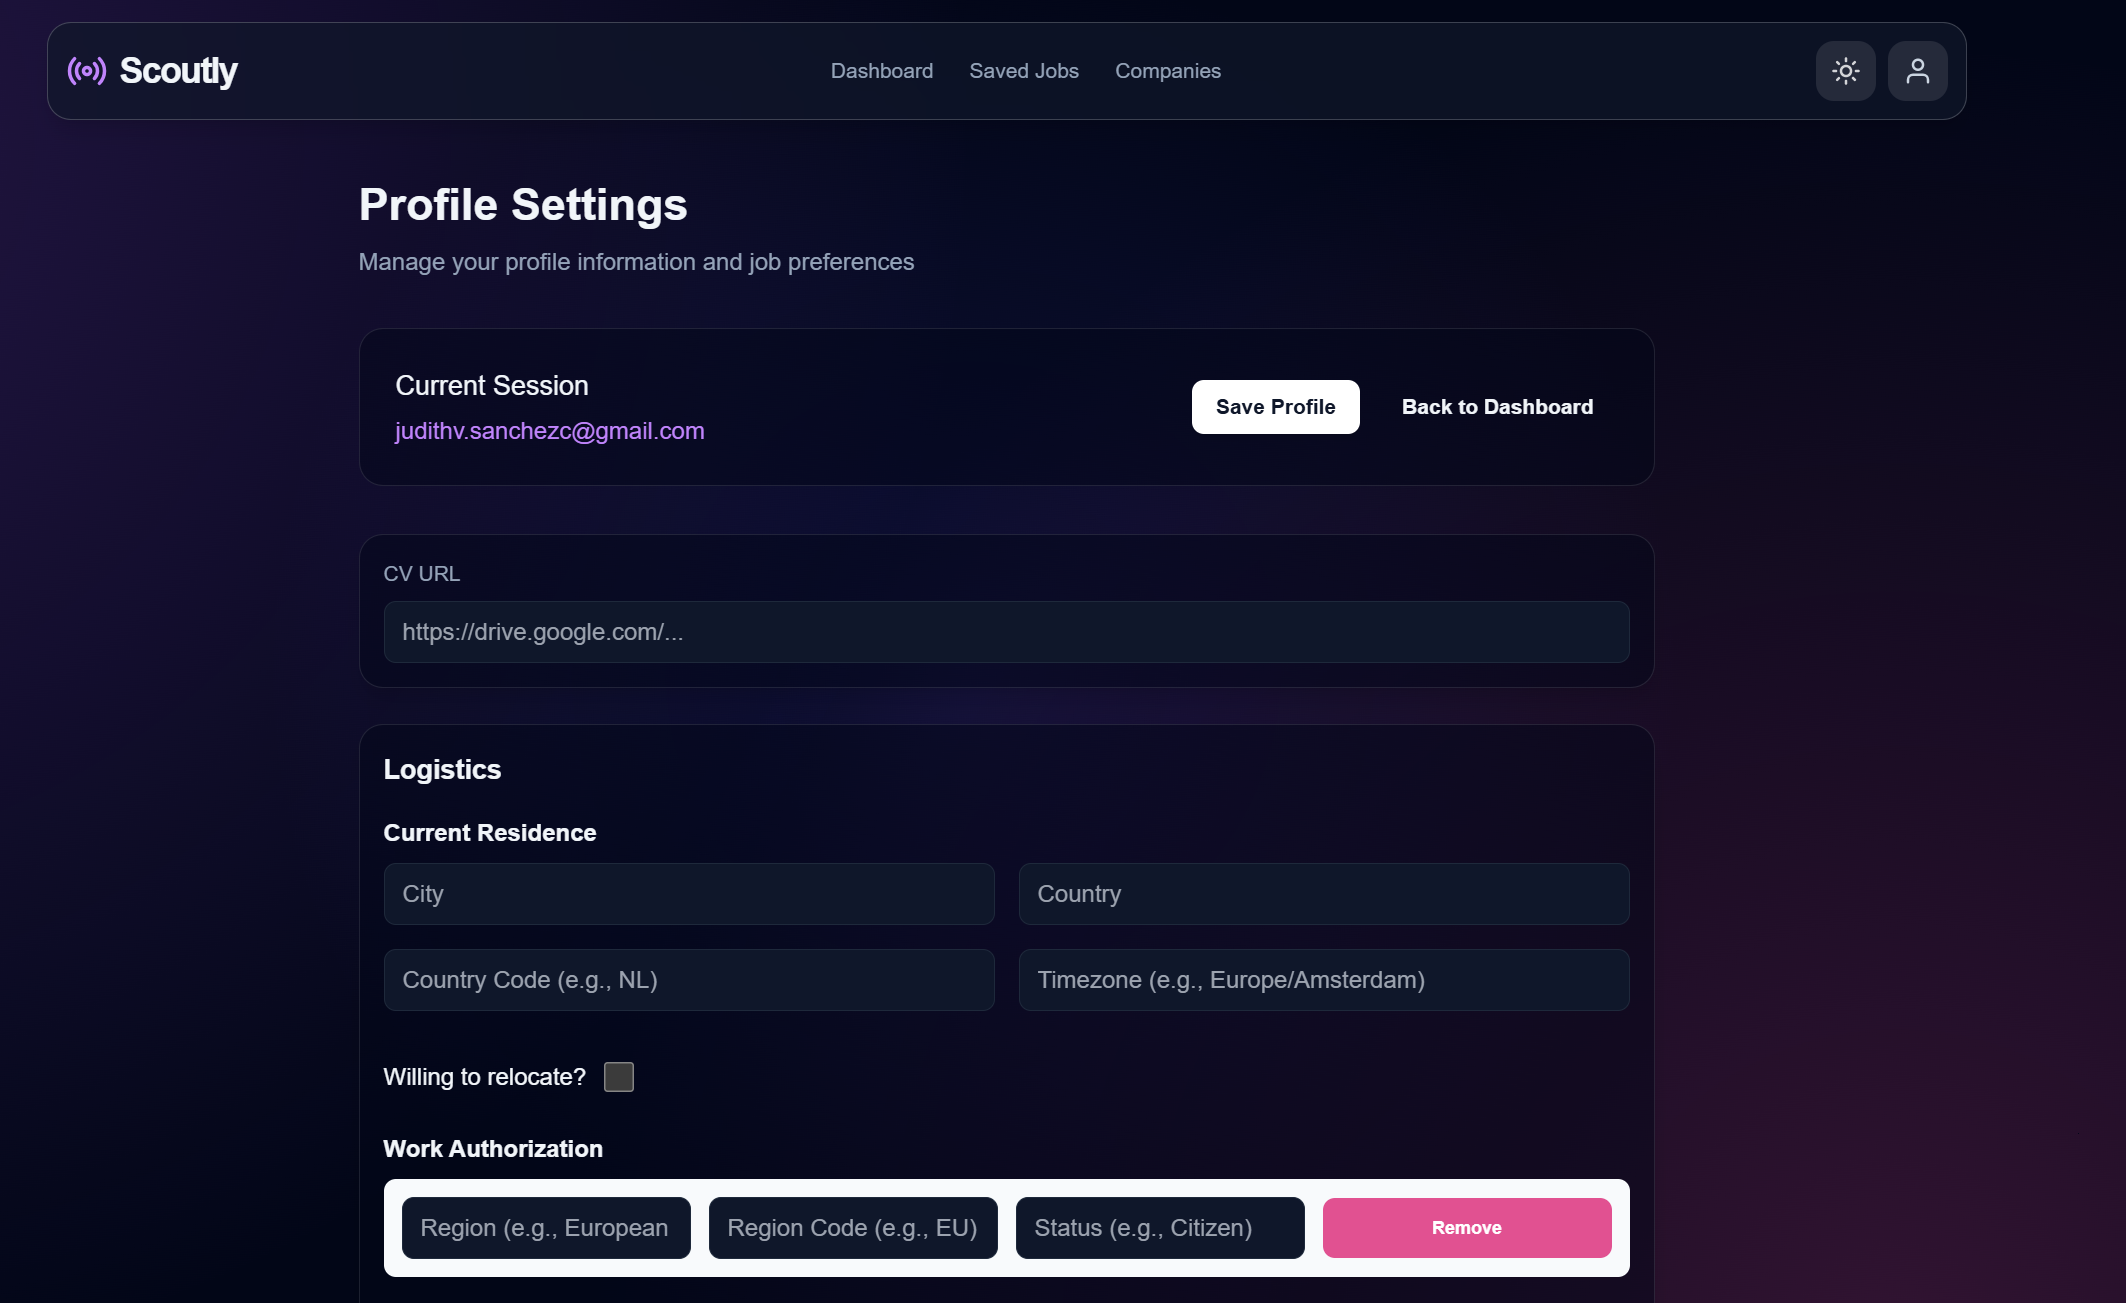 Scoutly
Dashboard
Saved Jobs
Companies
Profile Settings
Manage your profile information and job preferences
Current Session
judithv.sanchezc@gmail.com
Save Profile
Back to Dashboard
CV URL
https://drive.google.com/...
Logistics
Current Residence
City
Country
Country Code (e.g., NL)
Timezone (e.g., Europe/Amsterdam)
Willing to relocate?
Work Authorization
Region (e.g., European
Region Code (e.g., EU)
Status (e.g., Citizen)
Remove